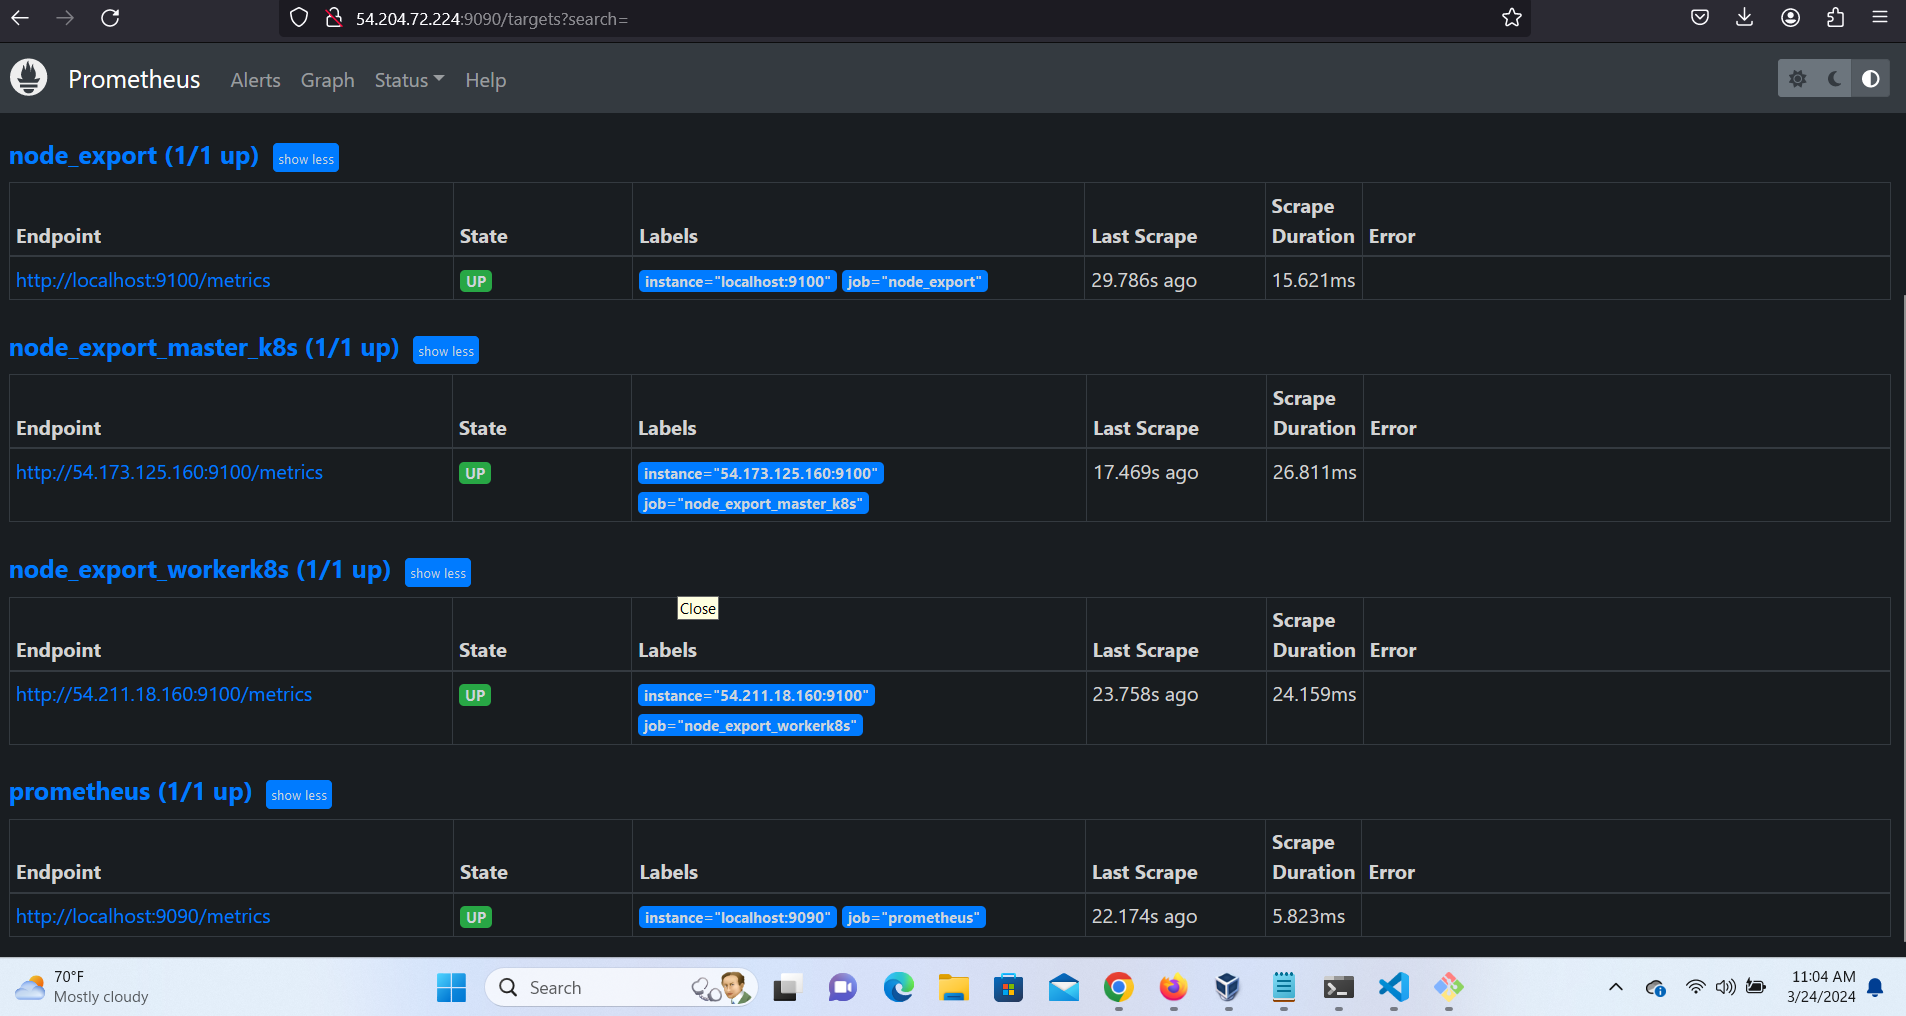 54.204.72.224:9090/targets?search=
Prometheus Alerts Graph Status Help
node_export (1/1 up) show less
Endpoint State Labels Last Scrape Scrape Duration Error
http://localhost:9100/metrics UP instance="localhost:9100" job="node_export" 29.786s ago 15.621ms
node_export_master_k8s (1/1 up) show less
Endpoint State Labels Last Scrape Scrape Duration Error
http://54.173.125.160:9100/metrics UP instance="54.173.125.160:9100" 17.469s ago 26.811ms
job="node_export_master_k8s"
node_export_workerk8s (1/1 up) show less
Close
Endpoint State Labels Last Scrape Scrape Duration Error
http://54.211.18.160:9100/metrics UP instance="54.211.18.160:9100" 23.758s ago 24.159ms
job="node_export_workerk8s"
prometheus (1/1 up) show less
Endpoint State Labels Last Scrape Scrape Duration Error
http://localhost:9090/metrics UP instance="localhost:9090" job="prometheus" 22.174s ago 5.823ms
70°F
Mostly cloudy
Search
11:04 AM
3/24/2024